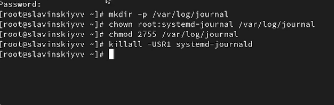 Password:
[root@slavinskiyvv ~]# mkdir -p /var/log/journal
[root@slavinskiyvv ~]# chown root:systemd-journal /var/log/journal
[root@slavinskiyvv ~]# chmod 2755 /var/log/journal
[root@slavinskiyvv ~]# killall -USR1 systemd-journald
[root@slavinskiyvv ~]#